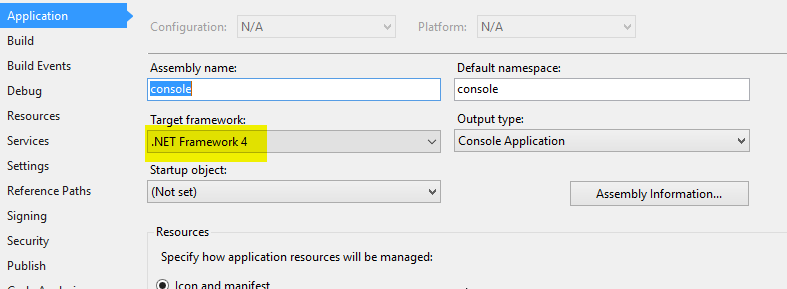 Application
Build
Build Events
Debug
Resources
Services
Settings
Reference Paths
Signing
Security
Publish
Configuration: N/A Platform: N/A
Assembly name: Default namespace:
console console
Target framework: Output type:
.NET Framework 4 Console Application
Startup object:
(Not set) Assembly Information...
Resources
Specify how application resources will be managed:
Icon and manifest